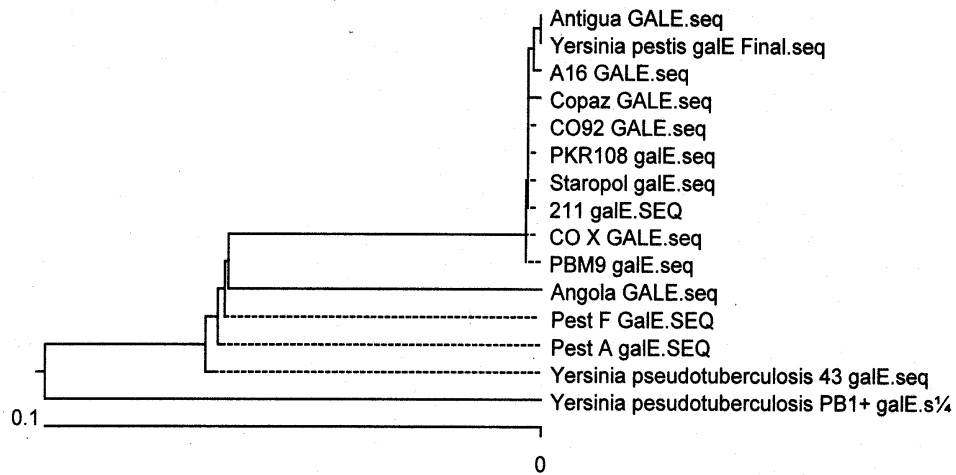 Antigua GALE.seq
Yersinia pestis galE Final.seq
A16 GALE.seq
Copaz GALE.seq
CO92 GALE.seq
PKR108 galE.seq
Staropol galE.seq
211 galE.SEQ
CO X GALE.seq
PBM9 galE.seq
Angola GALE.seq
Pest F GalE.SEQ
Pest A galE.SEQ
Yersinia pseudotuberculosis 43 galE.seq
Yersinia pesudotuberculosis PB1+ galE.s¼
0.1
0